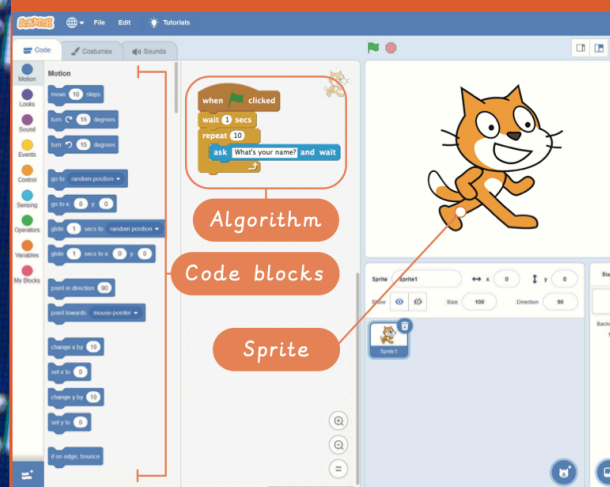 SCRATCH File Edit Tutorials
Code Costumes Sounds
Motion
Looks
Sound
Events
Control
Sensing
Operators
Variables
My Blocks
Motion
move 10 steps
turn 15 degrees
turn 15 degrees
go to random position
go to x 0 y 0
glide 1 secs to random position
glide 1 secs to x 0 y 0
point in direction 90
point towards mouse-pointer
change x by 10
set x to 0
change y by 10
set y to 0
if on edge, bounce
when clicked
wait 1 secs
repeat 10
ask What's your name? and wait
Algorithm
Code blocks
Sprite
Sprite Sprite1 x 0 y 0
Show Size 100 Direction 90
Sprite1